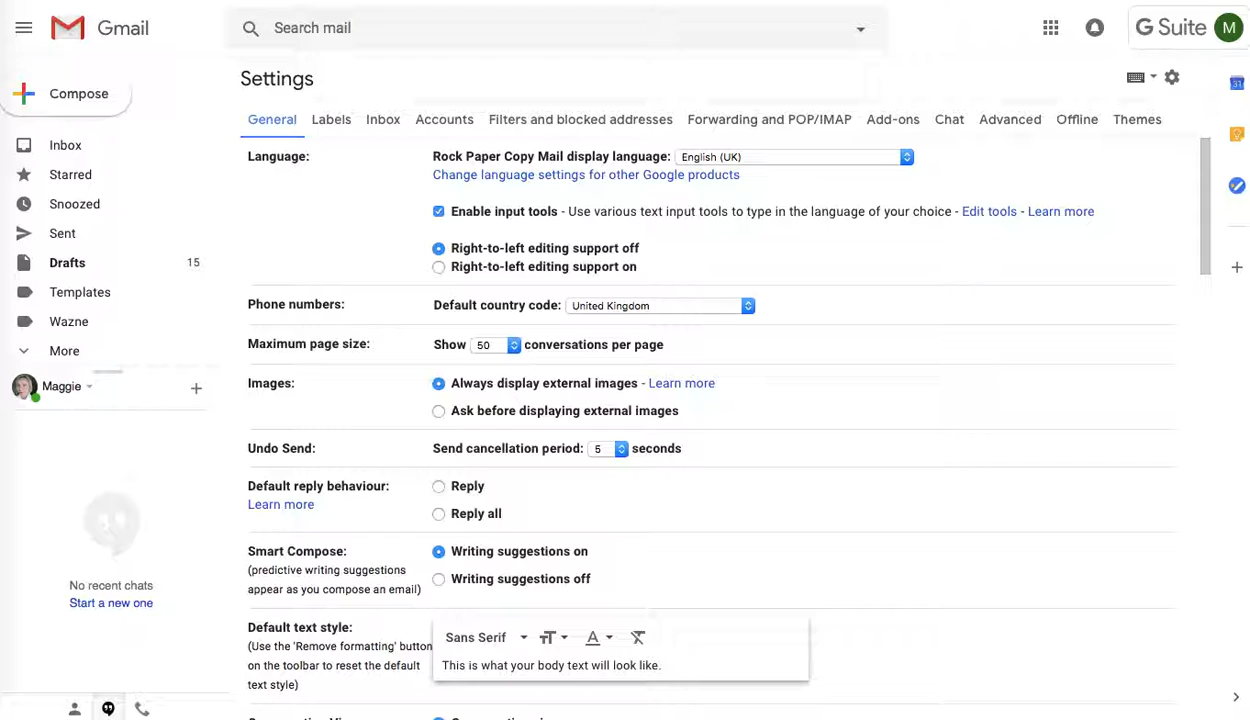 Gmail
Search mail
G Suite M
Settings
Compose
31
General Labels Inbox Accounts Filters and blocked addresses Forwarding and POP/IMAP Add-ons Chat Advanced Offline Themes
Inbox
Starred
Snoozed
Sent
Drafts 15
Templates
Wazne
More
Maggie
No recent chats
Start a new one
Language: Rock Paper Copy Mail display language: English (UK)
Change language settings for other Google products
Enable input tools - Use various text input tools to type in the language of your choice - Edit tools - Learn more
Right-to-left editing support off
Right-to-left editing support on
Phone numbers: Default country code: United Kingdom
Maximum page size: Show 50 conversations per page
Images: Always display external images - Learn more
Ask before displaying external images
Undo Send: Send cancellation period: 5 seconds
Default reply behaviour: Reply
Learn more
Reply all
Smart Compose: Writing suggestions on
(predictive writing suggestions
appear as you compose an email)
Writing suggestions off
Default text style:
(Use the 'Remove formatting' button
on the toolbar to reset the default
text style)
Sans Serif
This is what your body text will look like.